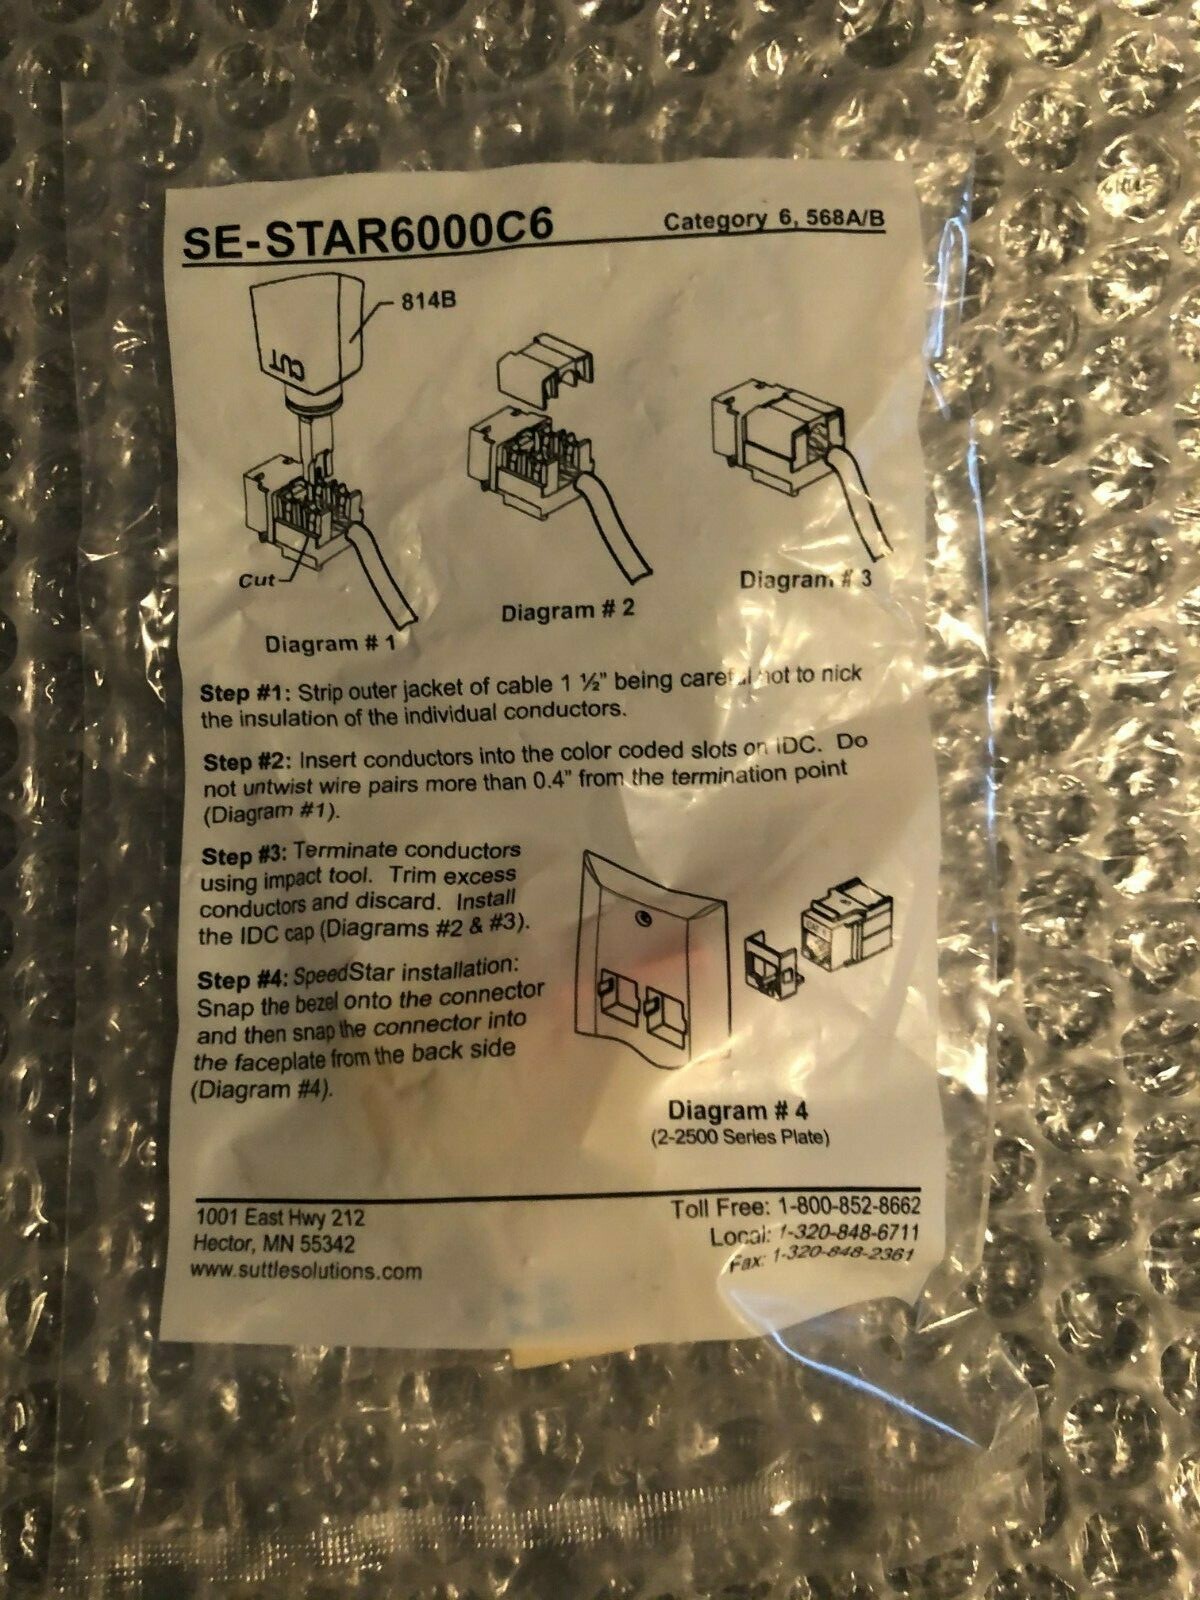 SE-STAR6000C6
Category 6, 568A/B
814B
CUT
Cut
Diagram # 1
Diagram # 2
Diagram # 3
Step #1: Strip outer jacket of cable 1 ½" being careful not to nick
the insulation of the individual conductors.
Step #2: Insert conductors into the color coded slots on IDC. Do
not untwist wire pairs more than 0.4" from the termination point
(Diagram #1).
Step #3: Terminate conductors
using impact tool. Trim excess
conductors and discard. Install
the IDC cap (Diagrams #2 & #3).
Step #4: SpeedStar installation:
Snap the bezel onto the connector
and then snap the connector into
the faceplate from the back side
(Diagram #4).
Diagram # 4
(2-2500 Series Plate)
1001 East Hwy 212
Hector, MN 55342
www.suttlesolutions.com
Toll Free: 1-800-852-8662
Local: 1-320-848-6711
Fax: 1-320-848-2361